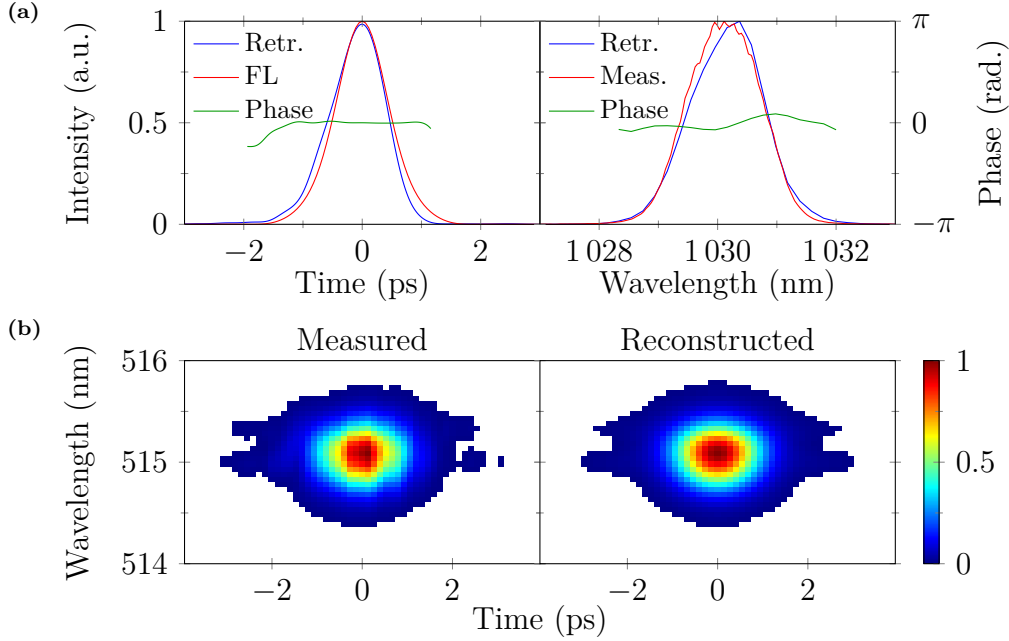 (a)
Intensity (a.u.)
1
0.5
0
Retr.
FL
Phase
−2
0
2
Time (ps)
Retr.
Meas.
Phase
1 028
1 030
1 032
Wavelength (nm)
π
0
−π
Phase (rad.)
(b)
Measured
Reconstructed
Wavelength (nm)
516
515
514
−2
0
2
−2
0
2
Time (ps)
1
0.5
0